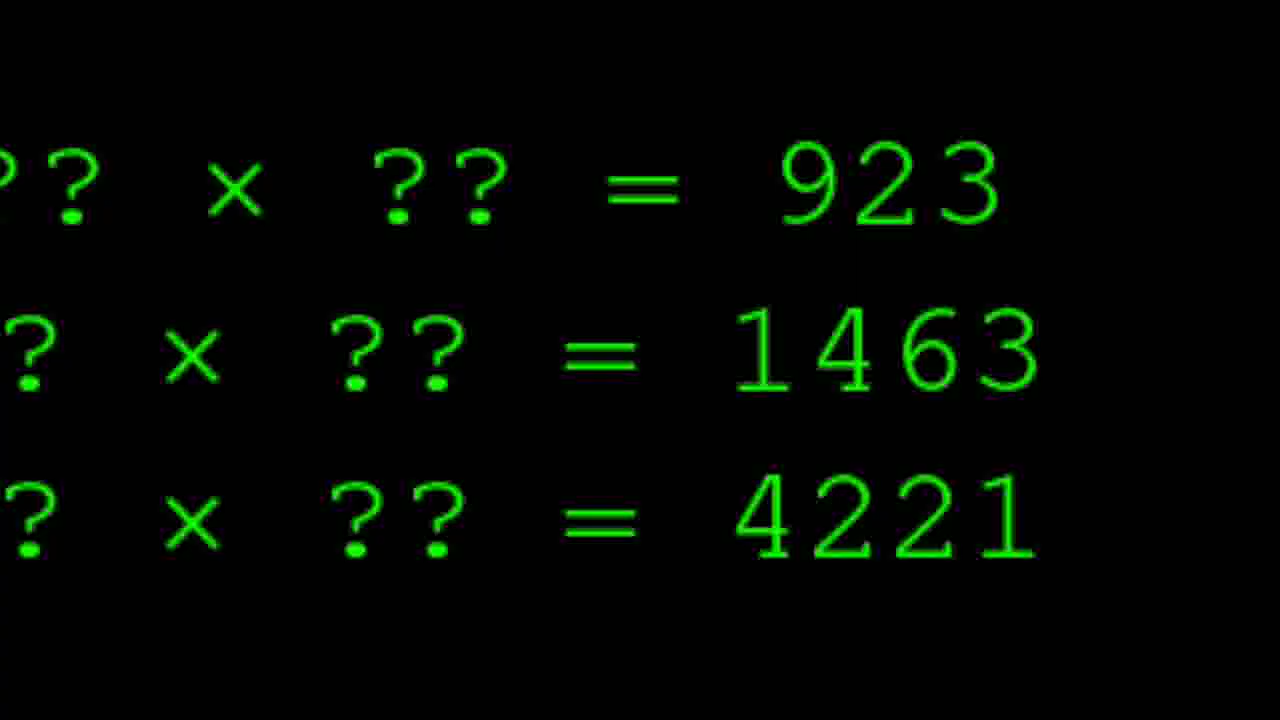 ?? × ?? = 923
? × ?? = 1463
? × ?? = 4221